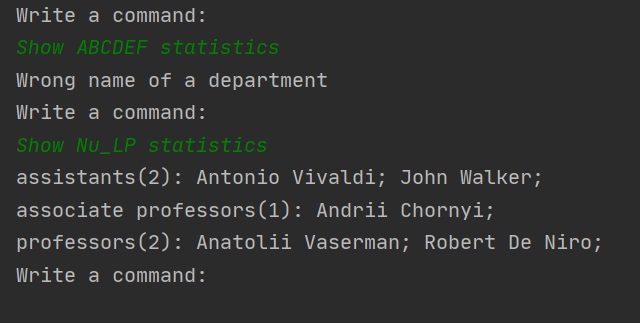 Write a command:
Show ABCDEF statistics
Wrong name of a department
Write a command:
Show Nu_LP statistics
assistants(2): Antonio Vivaldi; John Walker;
associate professors(1): Andrii Chornyi;
professors(2): Anatolii Vaserman; Robert De Niro;
Write a command: